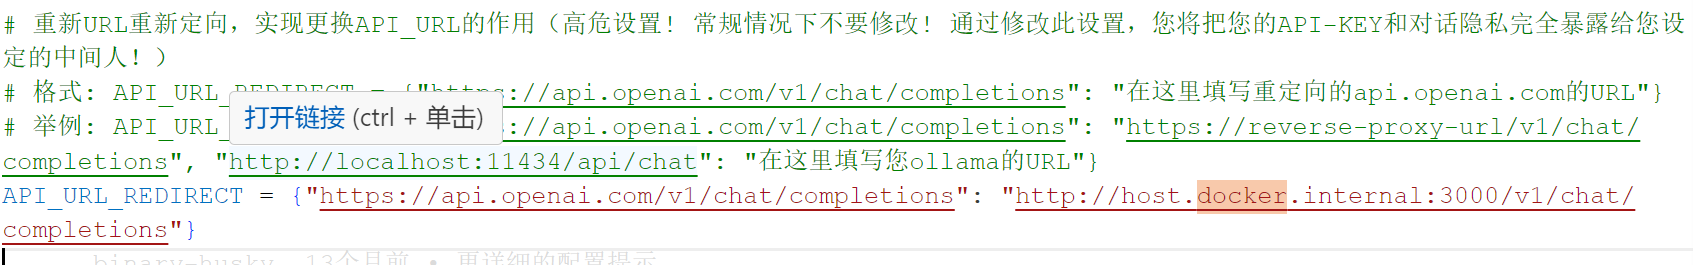 # 重新URL重新定向，实现更换API_URL的作用（高危设置! 常规情况下不要修改! 通过修改此设置，您将把您的API-KEY和对话隐私完全暴露给您设
定的中间人！）
# 格式: API_URL_REDIRECT = {"https://api.openai.com/v1/chat/completions": "在这里填写重定向的api.openai.com的URL"}
打开链接 (ctrl + 单击)
# 举例: API_URL_ s://api.openai.com/v1/chat/completions": "https://reverse-proxy-url/v1/chat/
completions", "http://localhost:11434/api/chat": "在这里填写您ollama的URL"}
API_URL_REDIRECT = {"https://api.openai.com/v1/chat/completions": "http://host.docker.internal:3000/v1/chat/
completions"}
binary-husky, 13个月前 • 更详细的配置提示